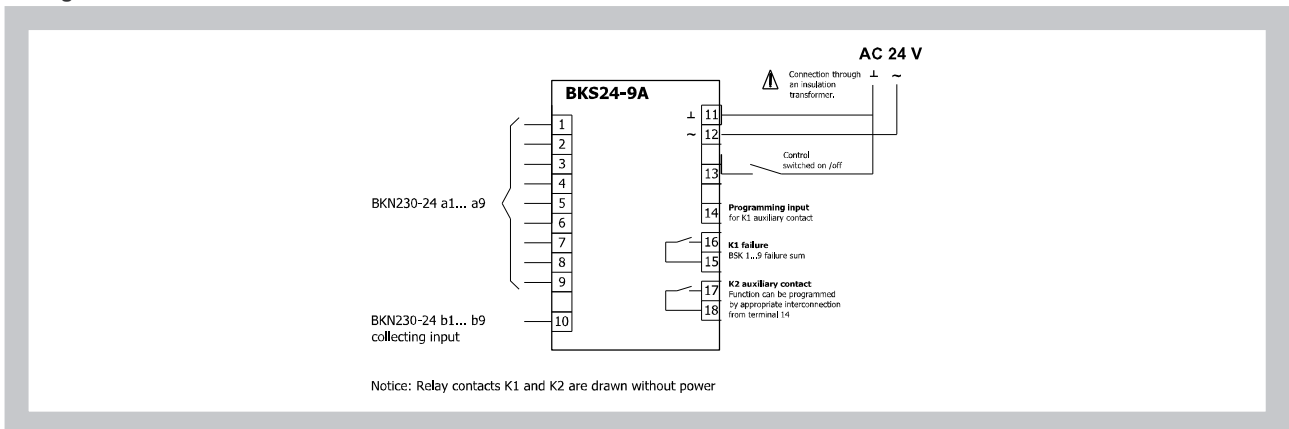 AC 24 V
Connection through ⊥ ~
an insulation
transformer.
BKS24-9A
⊥ 11
~ 12
1
2
3
4
5
6
7
8
9
10
BKN230-24 a1... a9
BKN230-24 b1... b9
collecting input
Control
switched on /off
13
14
Programming input
for K1 auxiliary contact
16
15
K1 failure
BSK 1...9 failure sum
17
18
K2 auxiliary contact
Function can be programmed
by appropriate interconnection
from terminal 14
Notice: Relay contacts K1 and K2 are drawn without power